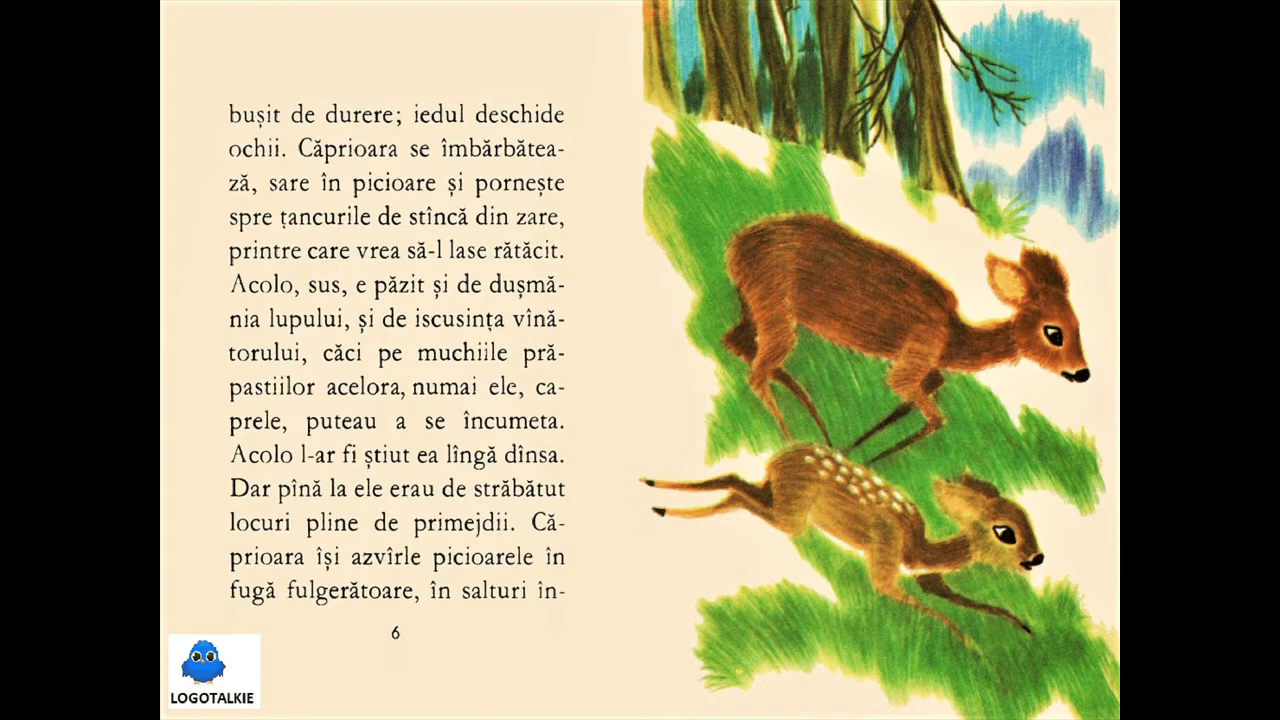 bușit de durere; iedul deschide
ochii. Căprioara se îmbărbătea-
ză, sare în picioare și pornește
spre țancurile de stîncă din zare,
printre care vrea să-l lase rătăcit.
Acolo, sus, e păzit și de dușmă-
nia lupului, și de iscusința vînă-
torului, căci pe muchiile pră-
pastiilor acelora, numai ele, ca-
prele, puteau a se încumeta.
Acolo l-ar fi știut ea lîngă dînsa.
Dar pînă la ele erau de străbătut
locuri pline de primejdii. Că-
prioara își azvîrle picioarele în
fugă fulgerătoare, în salturi în-
6
LOGOTALKIE